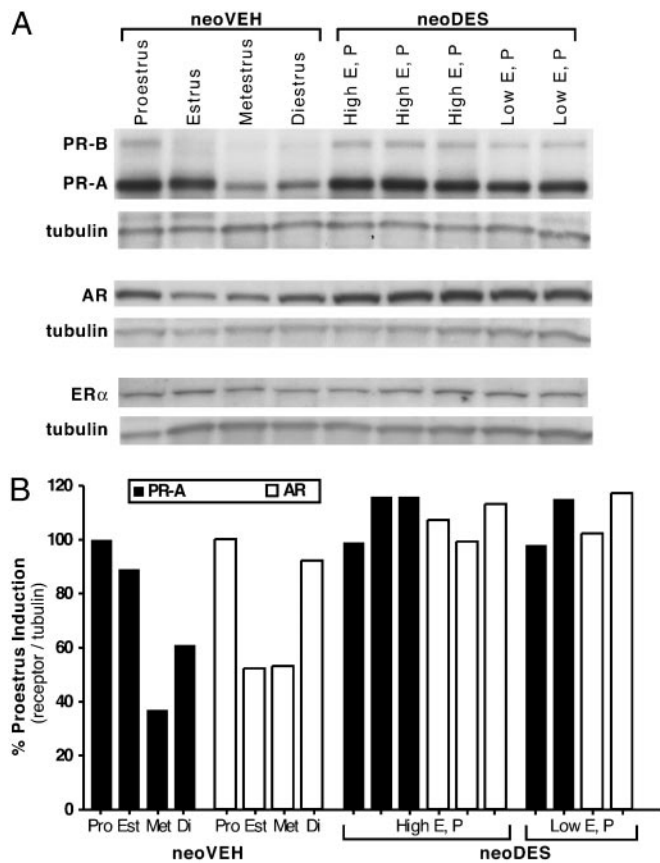 A
neoVEH neoDES
Proestrus Estrus Metestrus Diestrus High E, P High E, P High E, P Low E, P Low E, P
PR-B
PR-A
tubulin
AR
tubulin
ERα
tubulin
B
% Proestrus Induction
(receptor / tubulin)
120
100
80
60
40
20
0
PR-A AR
Pro Est Met Di Pro Est Met Di High E, P Low E, P
neoVEH neoDES